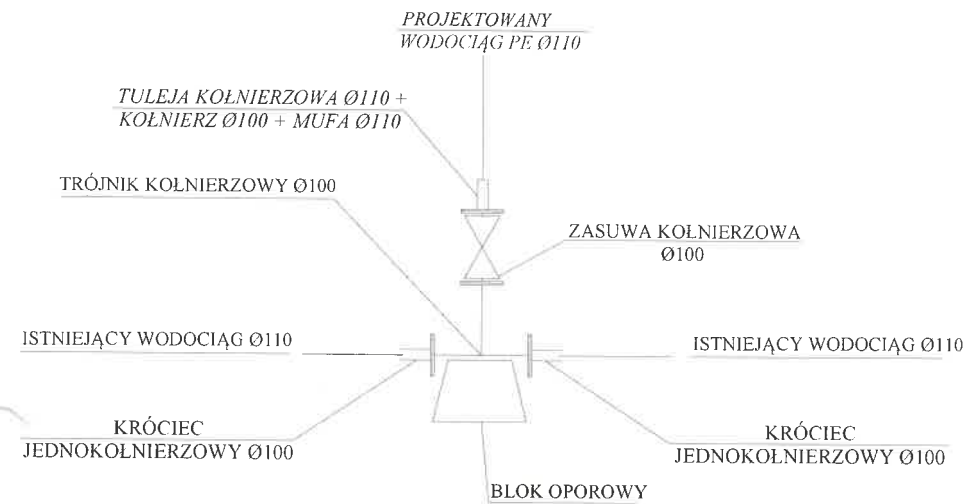 PROJEKTOWANY
WODOCIĄG PE Ø110
TULEJA KOŁNIERZOWA Ø110 +
KOŁNIERZ Ø100 + MUFA Ø110
TRÓJNIK KOŁNIERZOWY Ø100
ZASUWA KOŁNIERZOWA
Ø100
ISTNIEJĄCY WODOCIĄG Ø110
ISTNIEJĄCY WODOCIĄG Ø110
KRÓCIEC
JEDNOKOŁNIERZOWY Ø100
KRÓCIEC
JEDNOKOŁNIERZOWY Ø100
BLOK OPOROWY